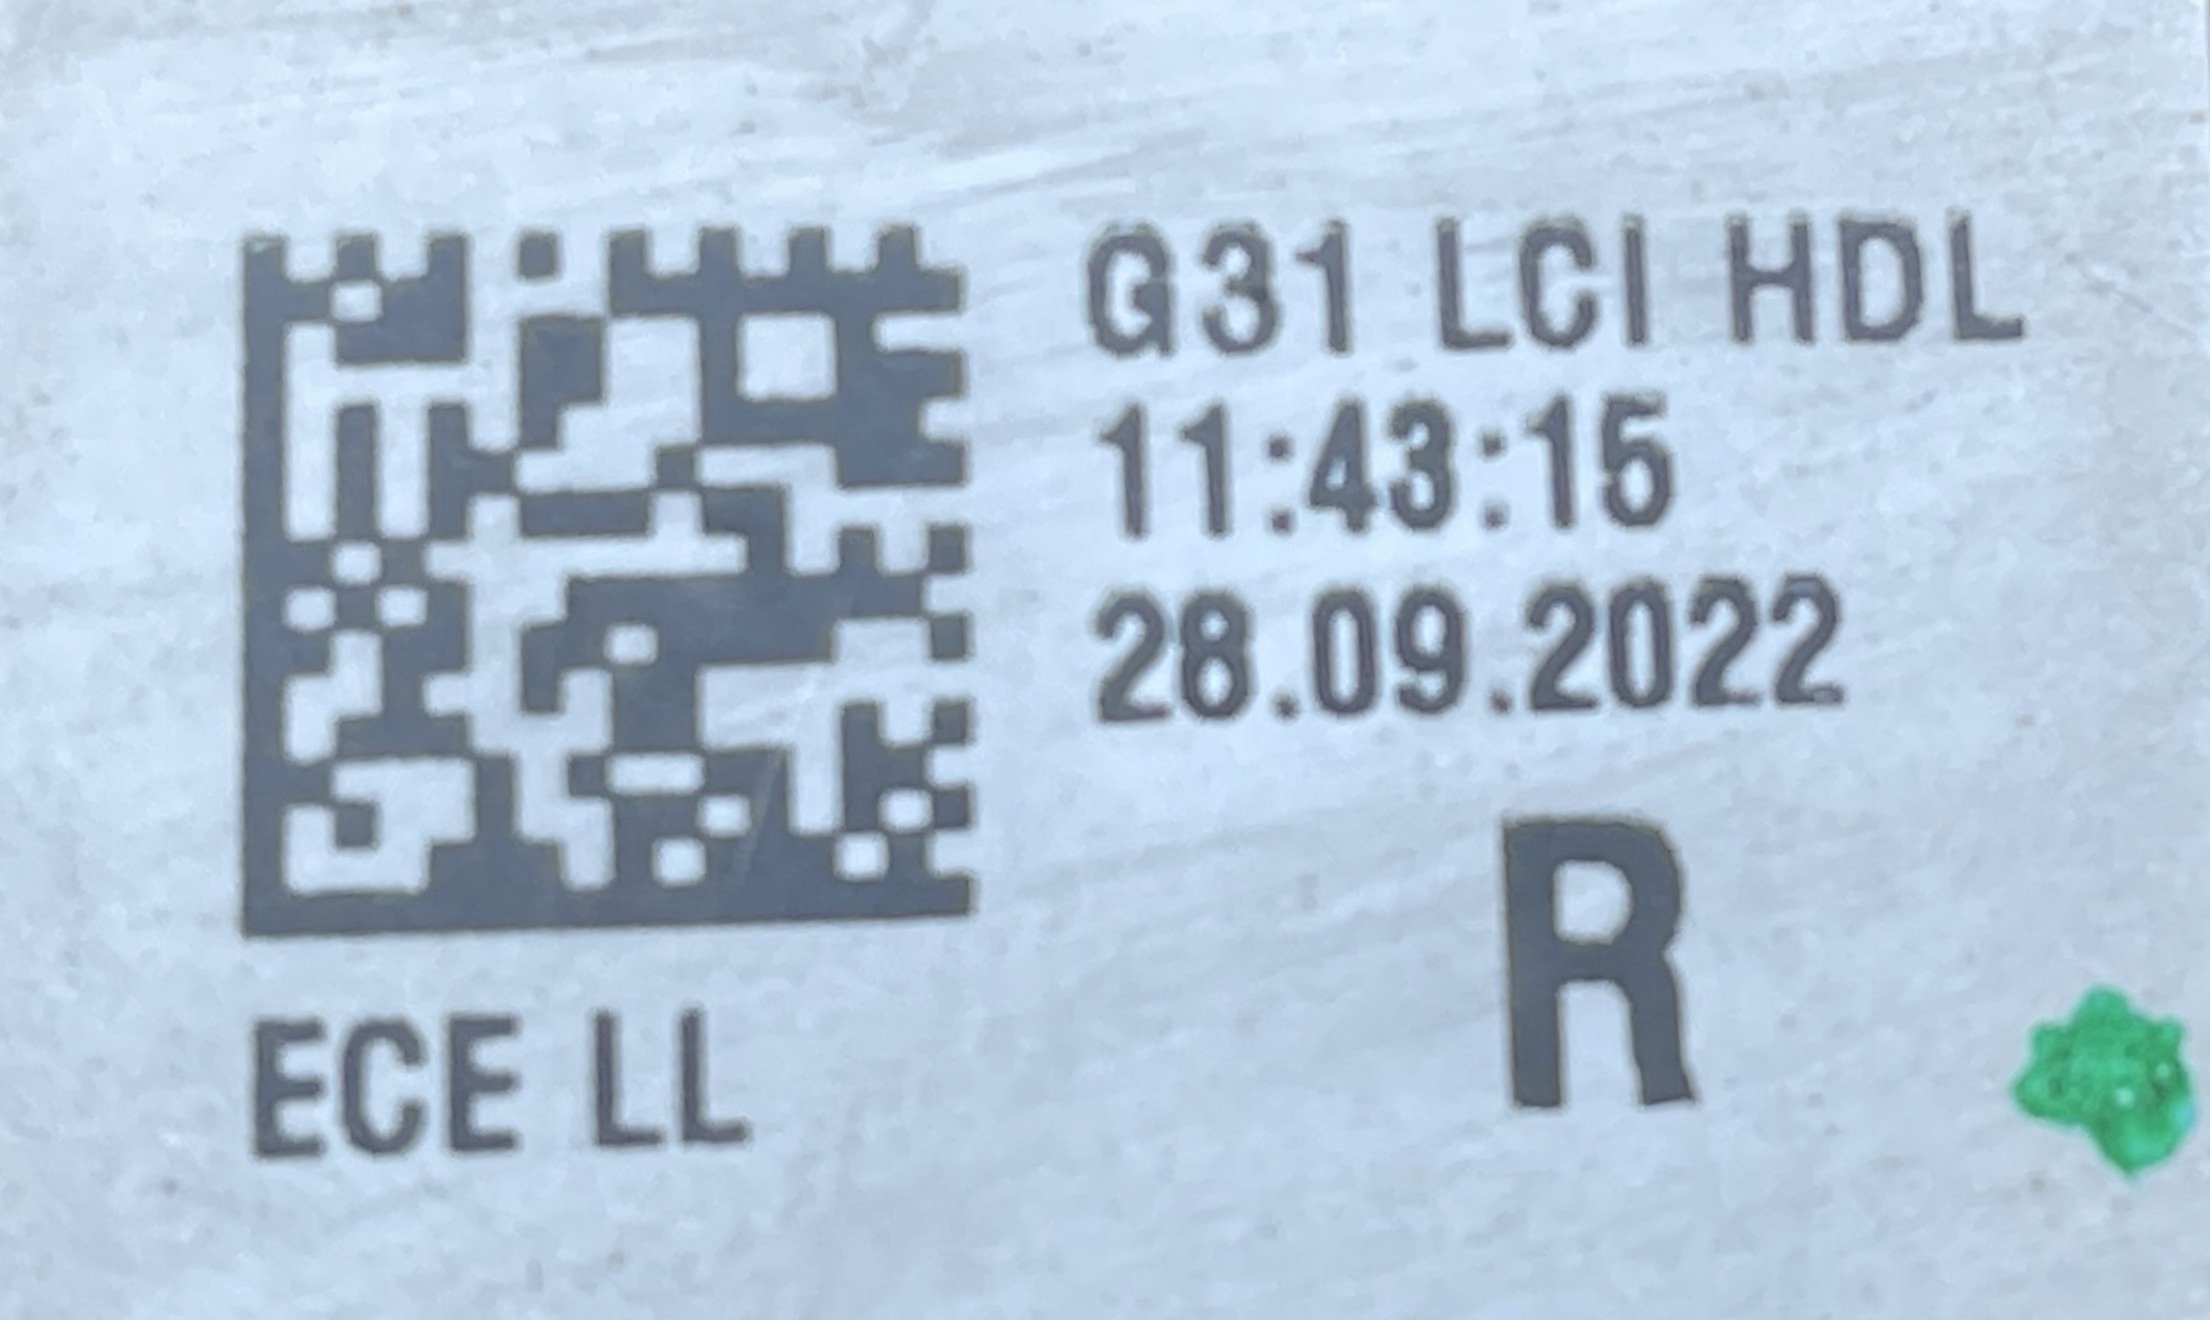 G31 LCI HDL
11:43:15
28.09.2022
R
ECE LL